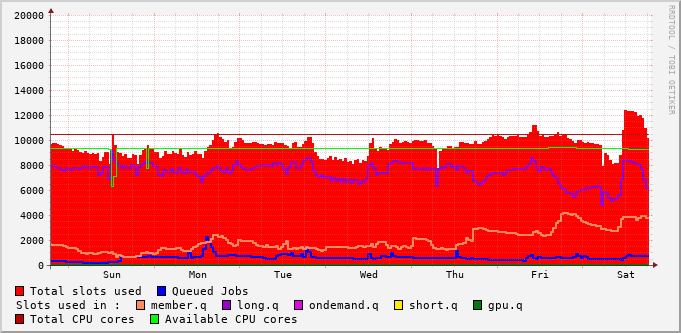 20000
18000
16000
14000
12000
10000
8000
6000
4000
2000
0
Sun Mon Tue Wed Thu Fri Sat
Total slots used Queued Jobs
Slots used in : member.q long.q ondemand.q short.q gpu.q
Total CPU cores Available CPU cores
RRDTOOL / TOBI OETIKER